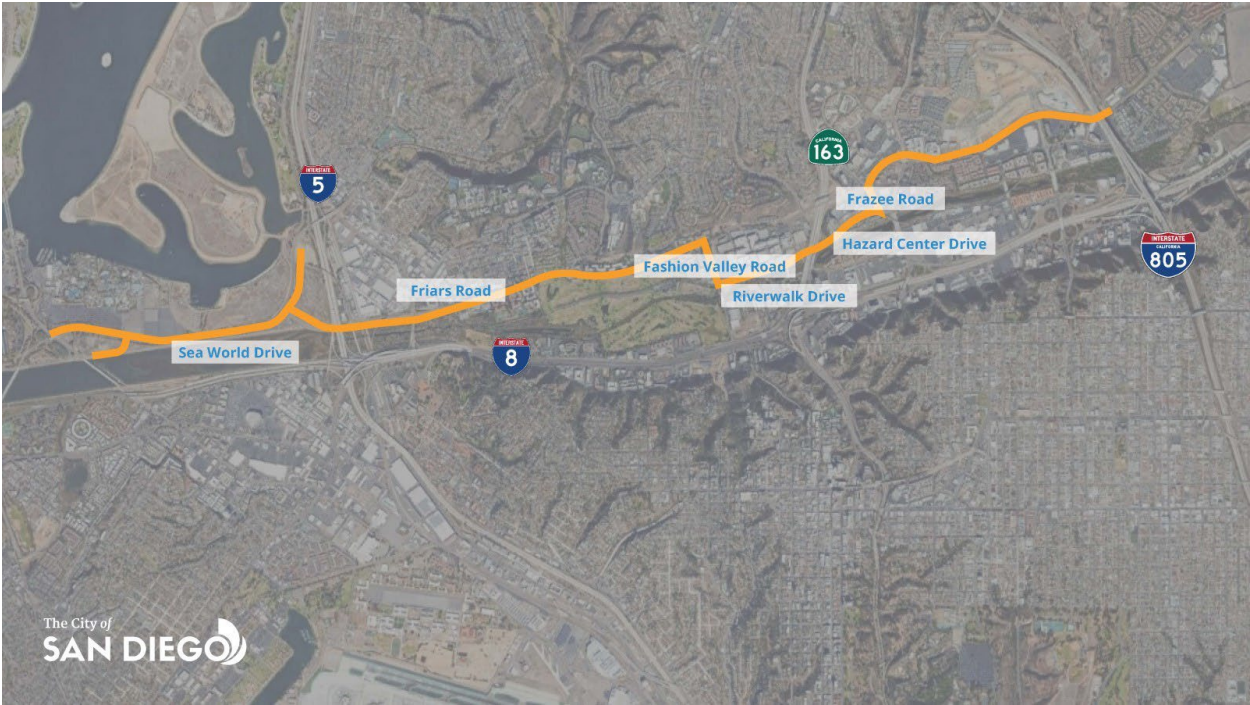 CALIFORNIA
163
INTERSTATE
5
Frazee Road
Hazard Center Drive
INTERSTATE
CALIFORNIA
805
Fashion Valley Road
Friars Road
Riverwalk Drive
Sea World Drive
INTERSTATE
8
The City of
SAN DIEGO